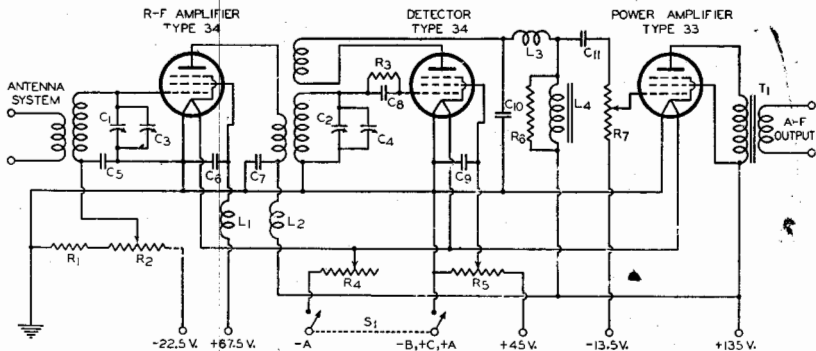 R-F AMPLIFIER
TYPE 34
DETECTOR
TYPE 34
POWER AMPLIFIER
TYPE 33
ANTENNA
SYSTEM
C1
C3
C5
C6
C7
C2
C4
R3
C8
C9
C10
L3
C11
R6
L4
R7
T1
A-F
OUTPUT
L1
L2
R1
R2
R4
R5
S1
-22.5 V.
+67.5 V.
-A
-B,+C,+A
+45 V.
-13.5 V.
+135 V.